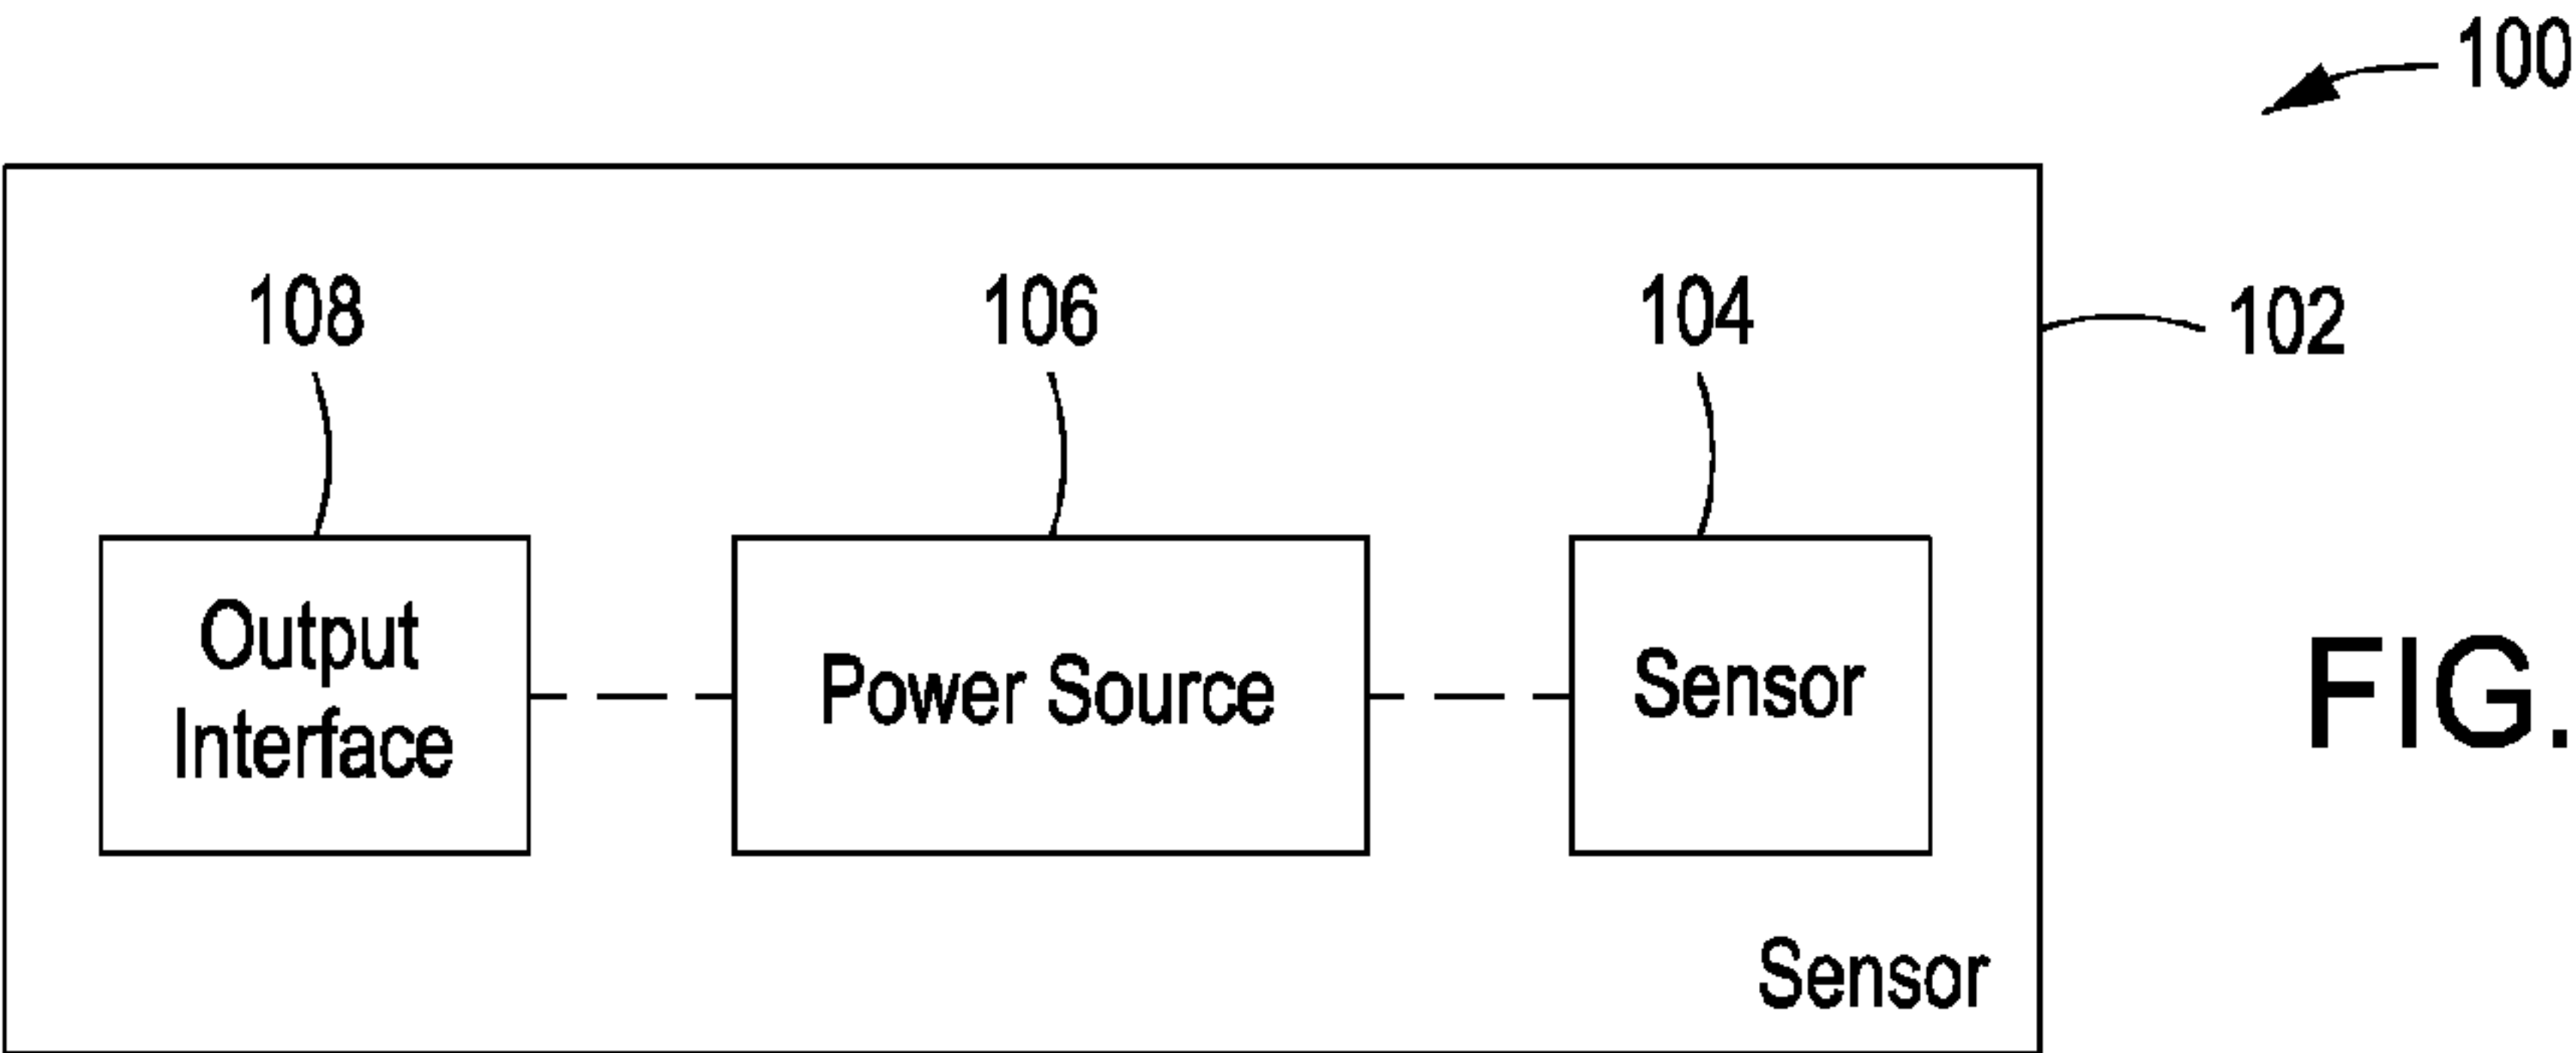 100
108
106
104
102
Output
Interface
Power Source
Sensor
FIG.
Sensor